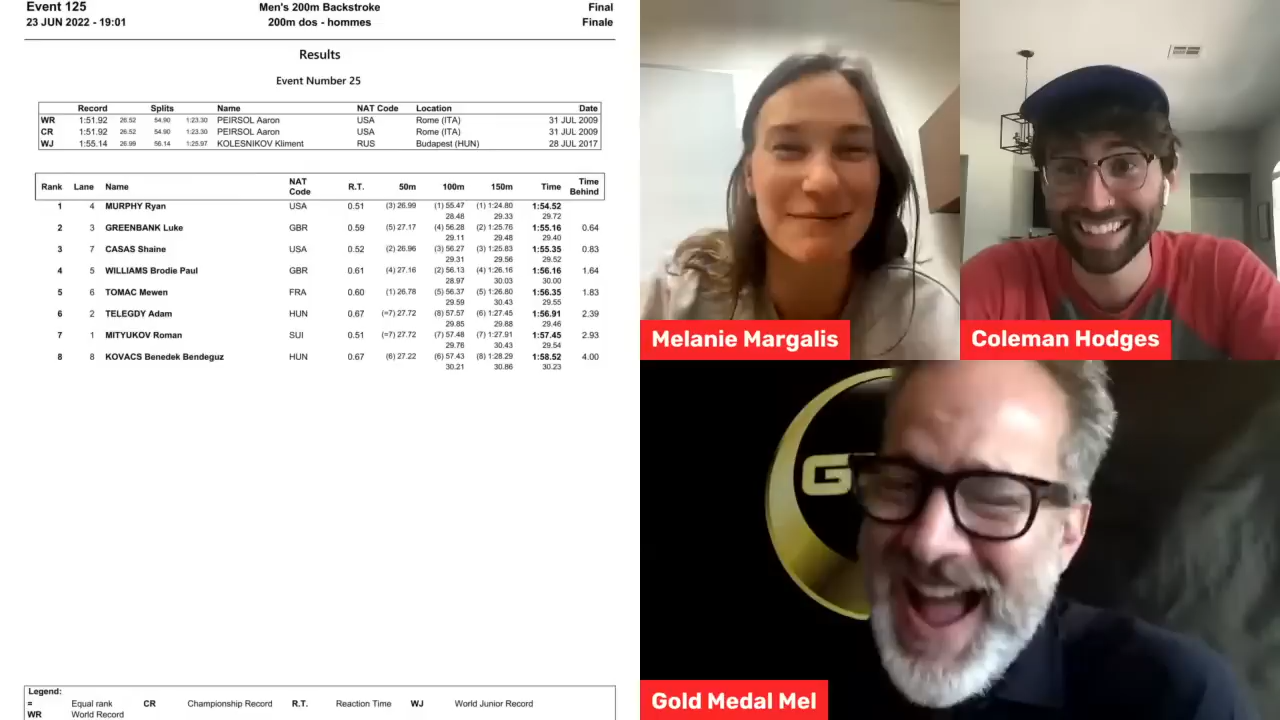 Event 125 Men's 200m Backstroke Final
23 JUN 2022 - 19:01 200m dos - hommes Finale
Results
Event Number 25
Record Splits Name NAT Code Location Date
WR 1:51.92 26.52 54.90 1:23.30 PEIRSOL Aaron USA Rome (ITA) 31 JUL 2009
CR 1:51.92 26.52 54.90 1:23.30 PEIRSOL Aaron USA Rome (ITA) 31 JUL 2009
WJ 1:55.14 26.99 56.14 1:25.97 KOLESNIKOV Kliment RUS Budapest (HUN) 28 JUL 2017
Rank Lane Name NAT Code R.T. 50m 100m 150m Time Time Behind
1 4 MURPHY Ryan USA 0.51 (3) 26.99 (1) 55.47 (1) 1:24.80 1:54.52
28.48 29.33 29.72
2 3 GREENBANK Luke GBR 0.59 (5) 27.17 (4) 56.28 (2) 1:25.76 1:55.16 0.64
29.11 29.48 29.40
3 7 CASAS Shaine USA 0.52 (2) 26.96 (3) 56.27 (3) 1:25.83 1:55.35 0.83
29.31 29.56 29.52
4 5 WILLIAMS Brodie Paul GBR 0.61 (4) 27.16 (2) 56.13 (4) 1:26.16 1:56.16 1.64
28.97 30.03 30.00
5 6 TOMAC Mewen FRA 0.60 (1) 26.78 (5) 56.37 (5) 1:26.80 1:56.35 1.83
29.59 30.43 29.55
6 2 TELEGDY Adam HUN 0.67 (=7) 27.72 (8) 57.57 (6) 1:27.45 1:56.91 2.39
29.85 29.88 29.46
7 1 MITYUKOV Roman SUI 0.51 (=7) 27.72 (7) 57.48 (7) 1:27.91 1:57.45 2.93
29.76 30.43 29.54
8 8 KOVACS Benedek Bendeguz HUN 0.67 (6) 27.22 (6) 57.43 (8) 1:28.29 1:58.52 4.00
30.21 30.86 30.23
Legend:
= Equal rank CR Championship Record R.T. Reaction Time WJ World Junior Record
WR World Record
Melanie Margalis
Coleman Hodges
G
Gold Medal Mel